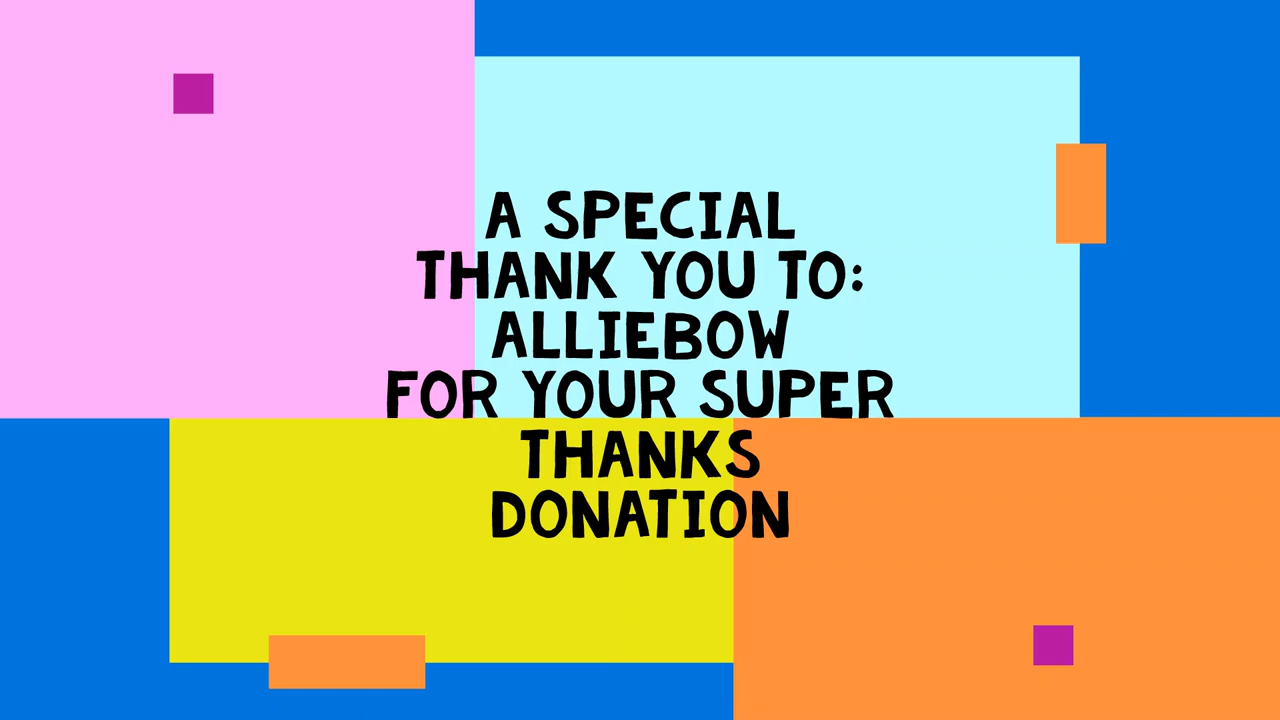 A SPECIAL
THANK YOU TO:
ALLIEBOW
FOR YOUR SUPER
THANKS
DONATION